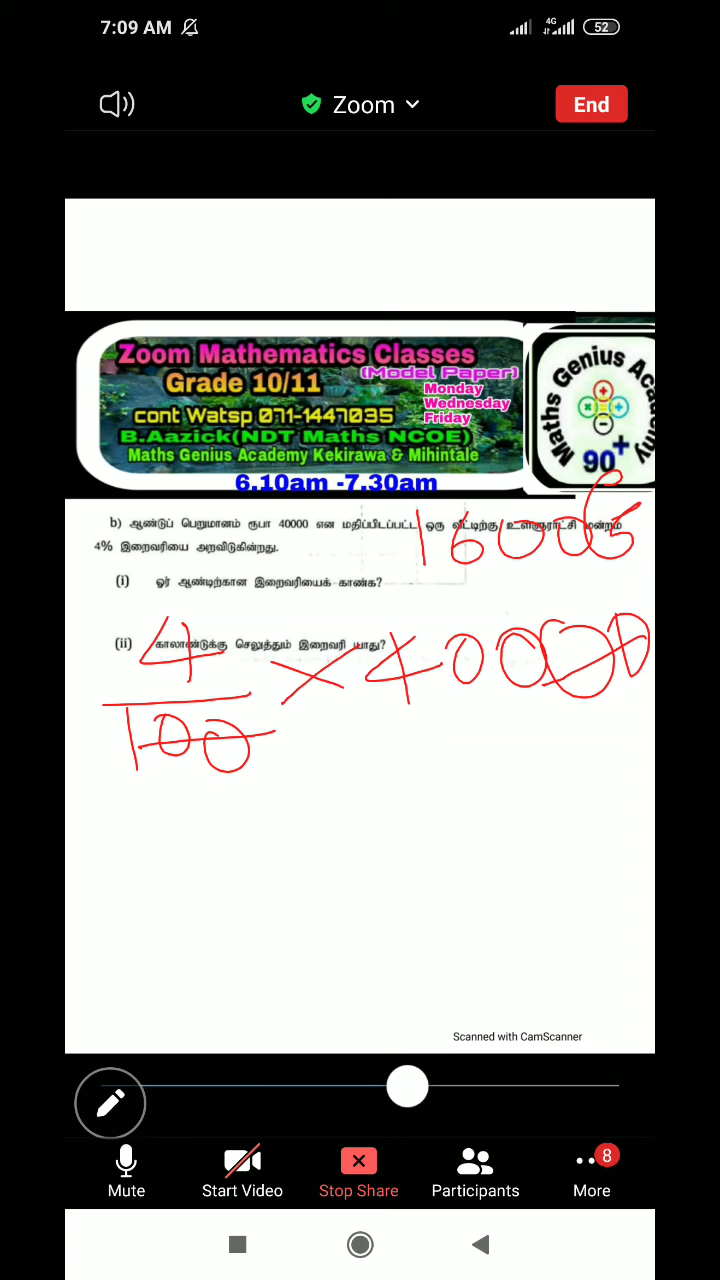 7:09 AM 4G 52
Zoom End
Zoom Mathematics Classes
(Model Paper)
Grade 10/11
Monday
Wednesday
Friday
cont Watsp 071-1447035
B.Aazick(NDT Maths NCOE)
Maths Genius Academy Kekirawa & Mihintale
6.10am -7.30am
Maths Genius
90+
b) ஆண்டுப் பெறுமானம் ரூபா 40000 என மதிப்பிடப்பட்ட ஒரு வீட்டிற்கு உள்ளூராட்சி மன்றம்
4% இறைவரியை அறவிடுகின்றது.
(i) ஓர் ஆண்டிற்கான இறைவரியைக் காண்க?
(ii) காலாண்டுக்கு செலுத்தும் இறைவரி யாது?
4
100
× 40000
Scanned with CamScanner
8
Mute Start Video Stop Share Participants More